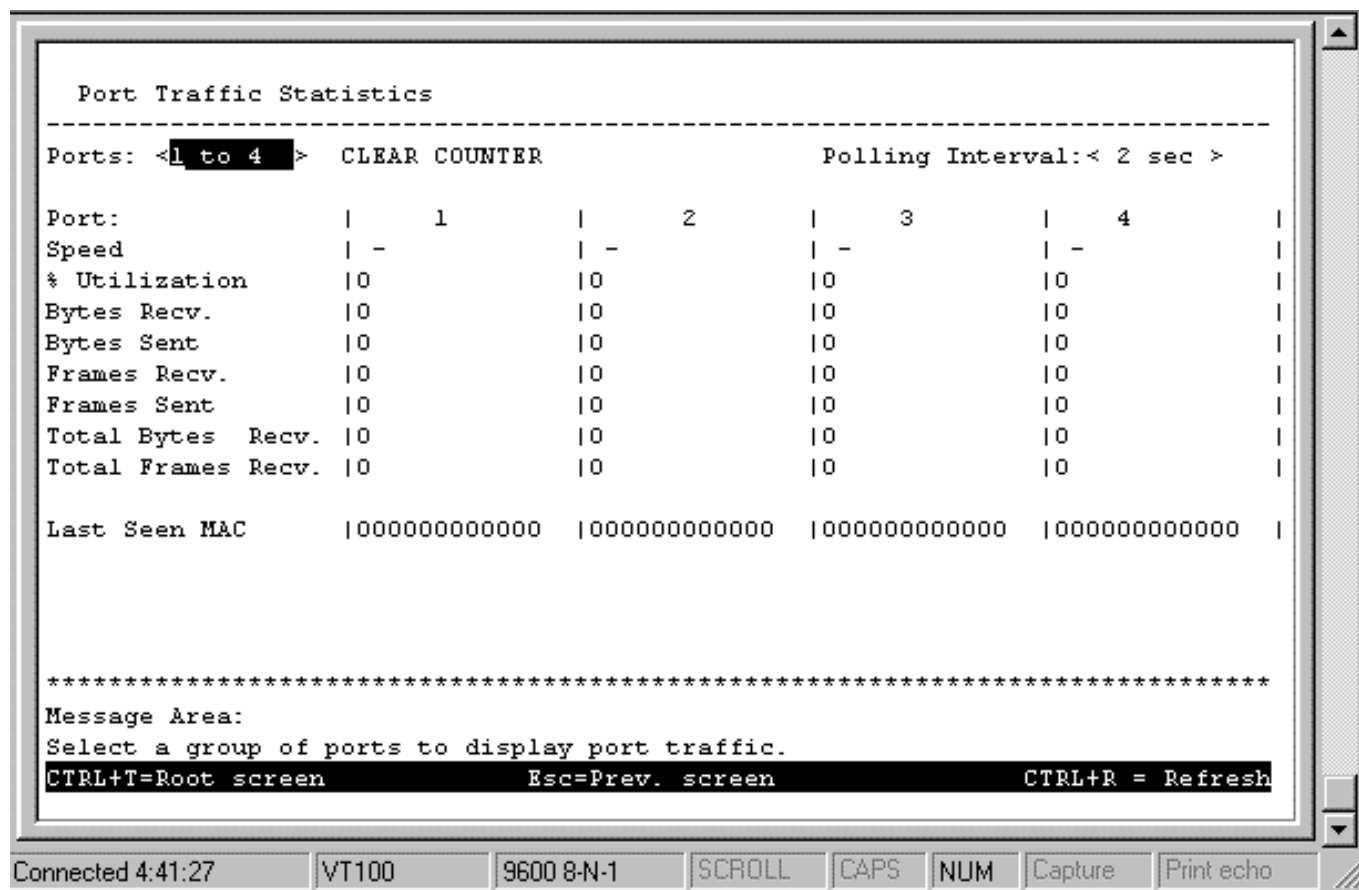 Port Traffic Statistics
-------------------------------------------------------------------------------
Ports: <1 to 4  >  CLEAR COUNTER                  Polling Interval:< 2 sec >
Port:              |     1        |      2       |     3        |    4         |
Speed              | -            | -            | -            | -            |
% Utilization      |0             |0             |0             |0             |
Bytes Recv.        |0             |0             |0             |0             |
Bytes Sent         |0             |0             |0             |0             |
Frames Recv.       |0             |0             |0             |0             |
Frames Sent        |0             |0             |0             |0             |
Total Bytes  Recv. |0             |0             |0             |0             |
Total Frames Recv. |0             |0             |0             |0             |
Last Seen MAC      |000000000000  |000000000000  |000000000000  |000000000000  |
*******************************************************************************
Message Area:
Select a group of ports to display port traffic.
CTRL+T=Root screen             Esc=Prev. screen                CTRL+R = Refresh
Connected 4:41:27 VT100 9600 8-N-1 SCROLL CAPS NUM Capture Print echo